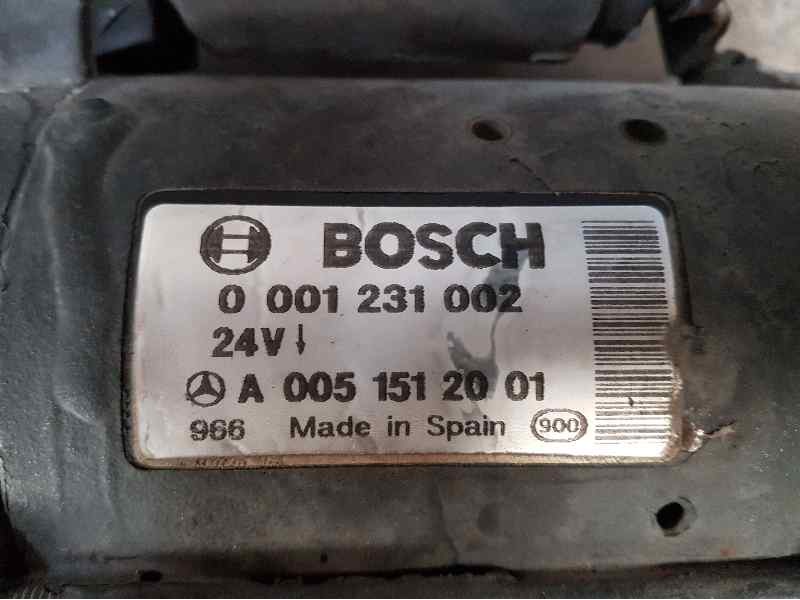 BOSCH
0 001 231 002
24V ↓
A 005 151 20 01
966 Made in Spain 900